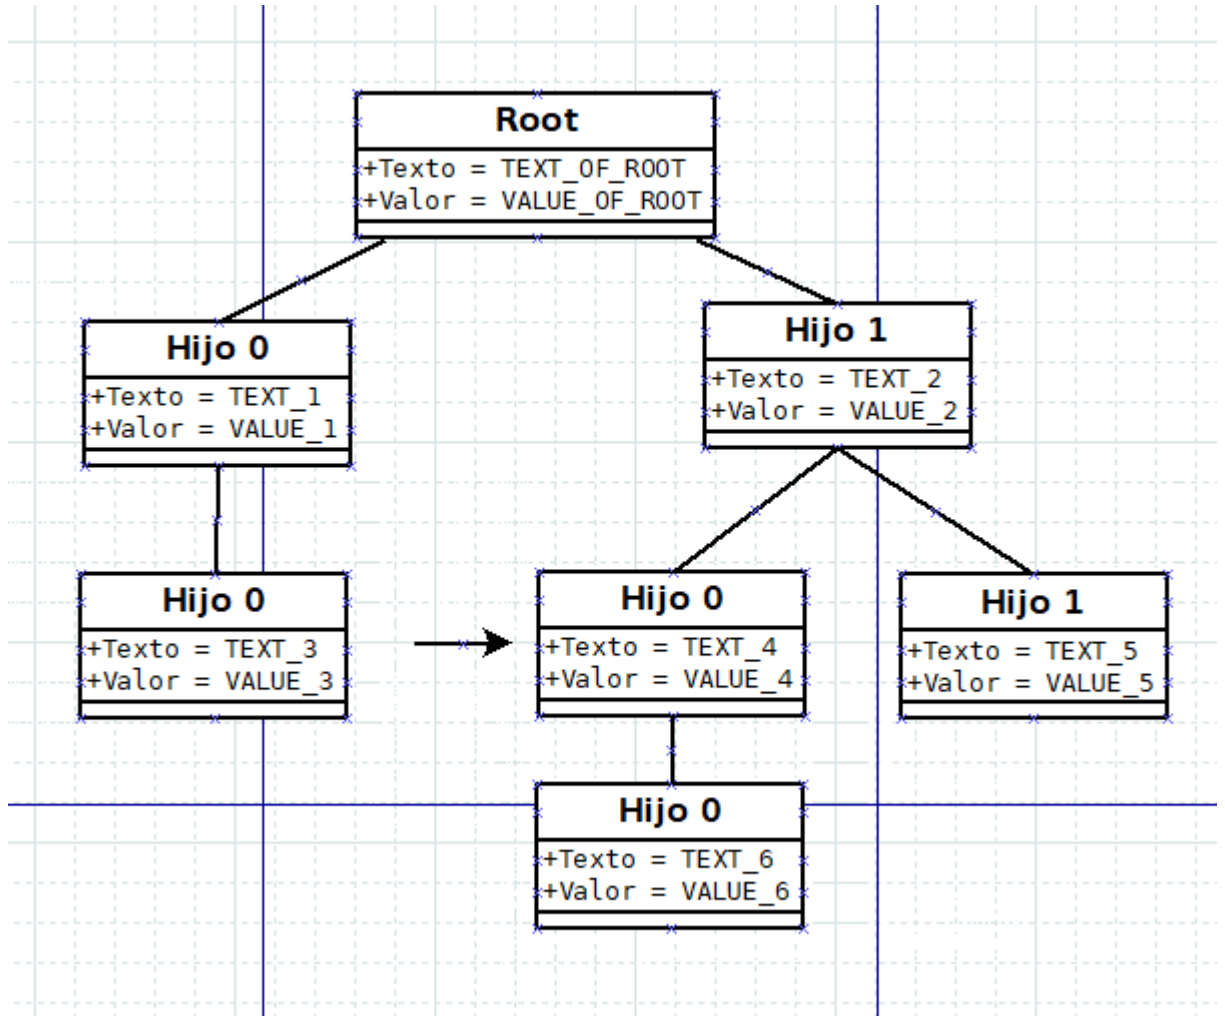 Root
+Texto = TEXT_OF_ROOT
+Valor = VALUE_OF_ROOT
Hijo 0
+Texto = TEXT_1
+Valor = VALUE_1
Hijo 1
+Texto = TEXT_2
+Valor = VALUE_2
Hijo 0
+Texto = TEXT_3
+Valor = VALUE_3
Hijo 0
+Texto = TEXT_4
+Valor = VALUE_4
Hijo 1
+Texto = TEXT_5
+Valor = VALUE_5
Hijo 0
+Texto = TEXT_6
+Valor = VALUE_6